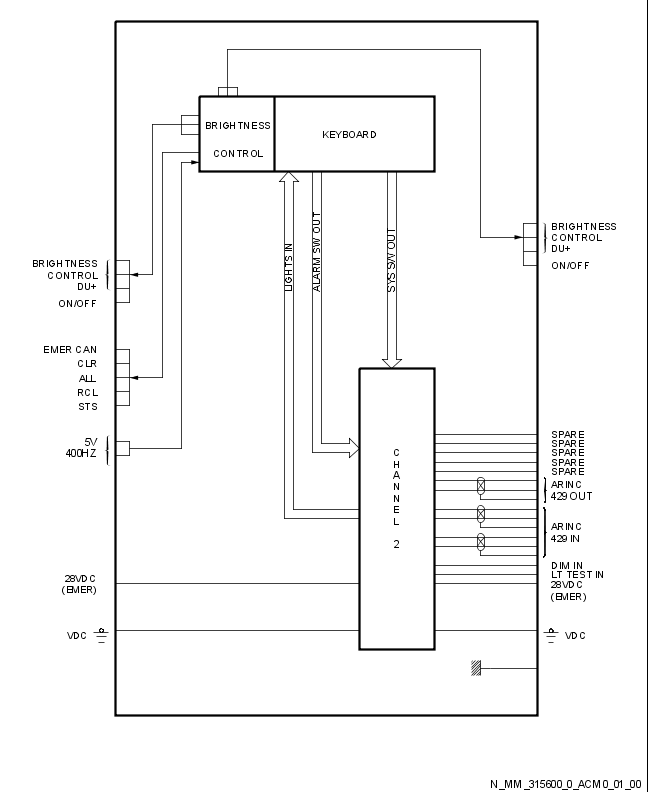 BRIGHTNESS
CONTROL
KEYBOARD
LIGHTS IN
ALARM SW OUT
SYS SW OUT
BRIGHTNESS
CONTROL
DU+
ON/OFF
BRIGHTNESS
CONTROL
DU+
ON/OFF
EMER CAN
CLR
ALL
RCL
STS
5V
400HZ
CHANNEL 2
SPARE
SPARE
SPARE
SPARE
SPARE
ARINC
429 OUT
ARINC
429 IN
DIM IN
LT TEST IN
28VDC
(EMER)
28VDC
(EMER)
VDC
VDC
N_MM_315600_0_ACM0_01_00